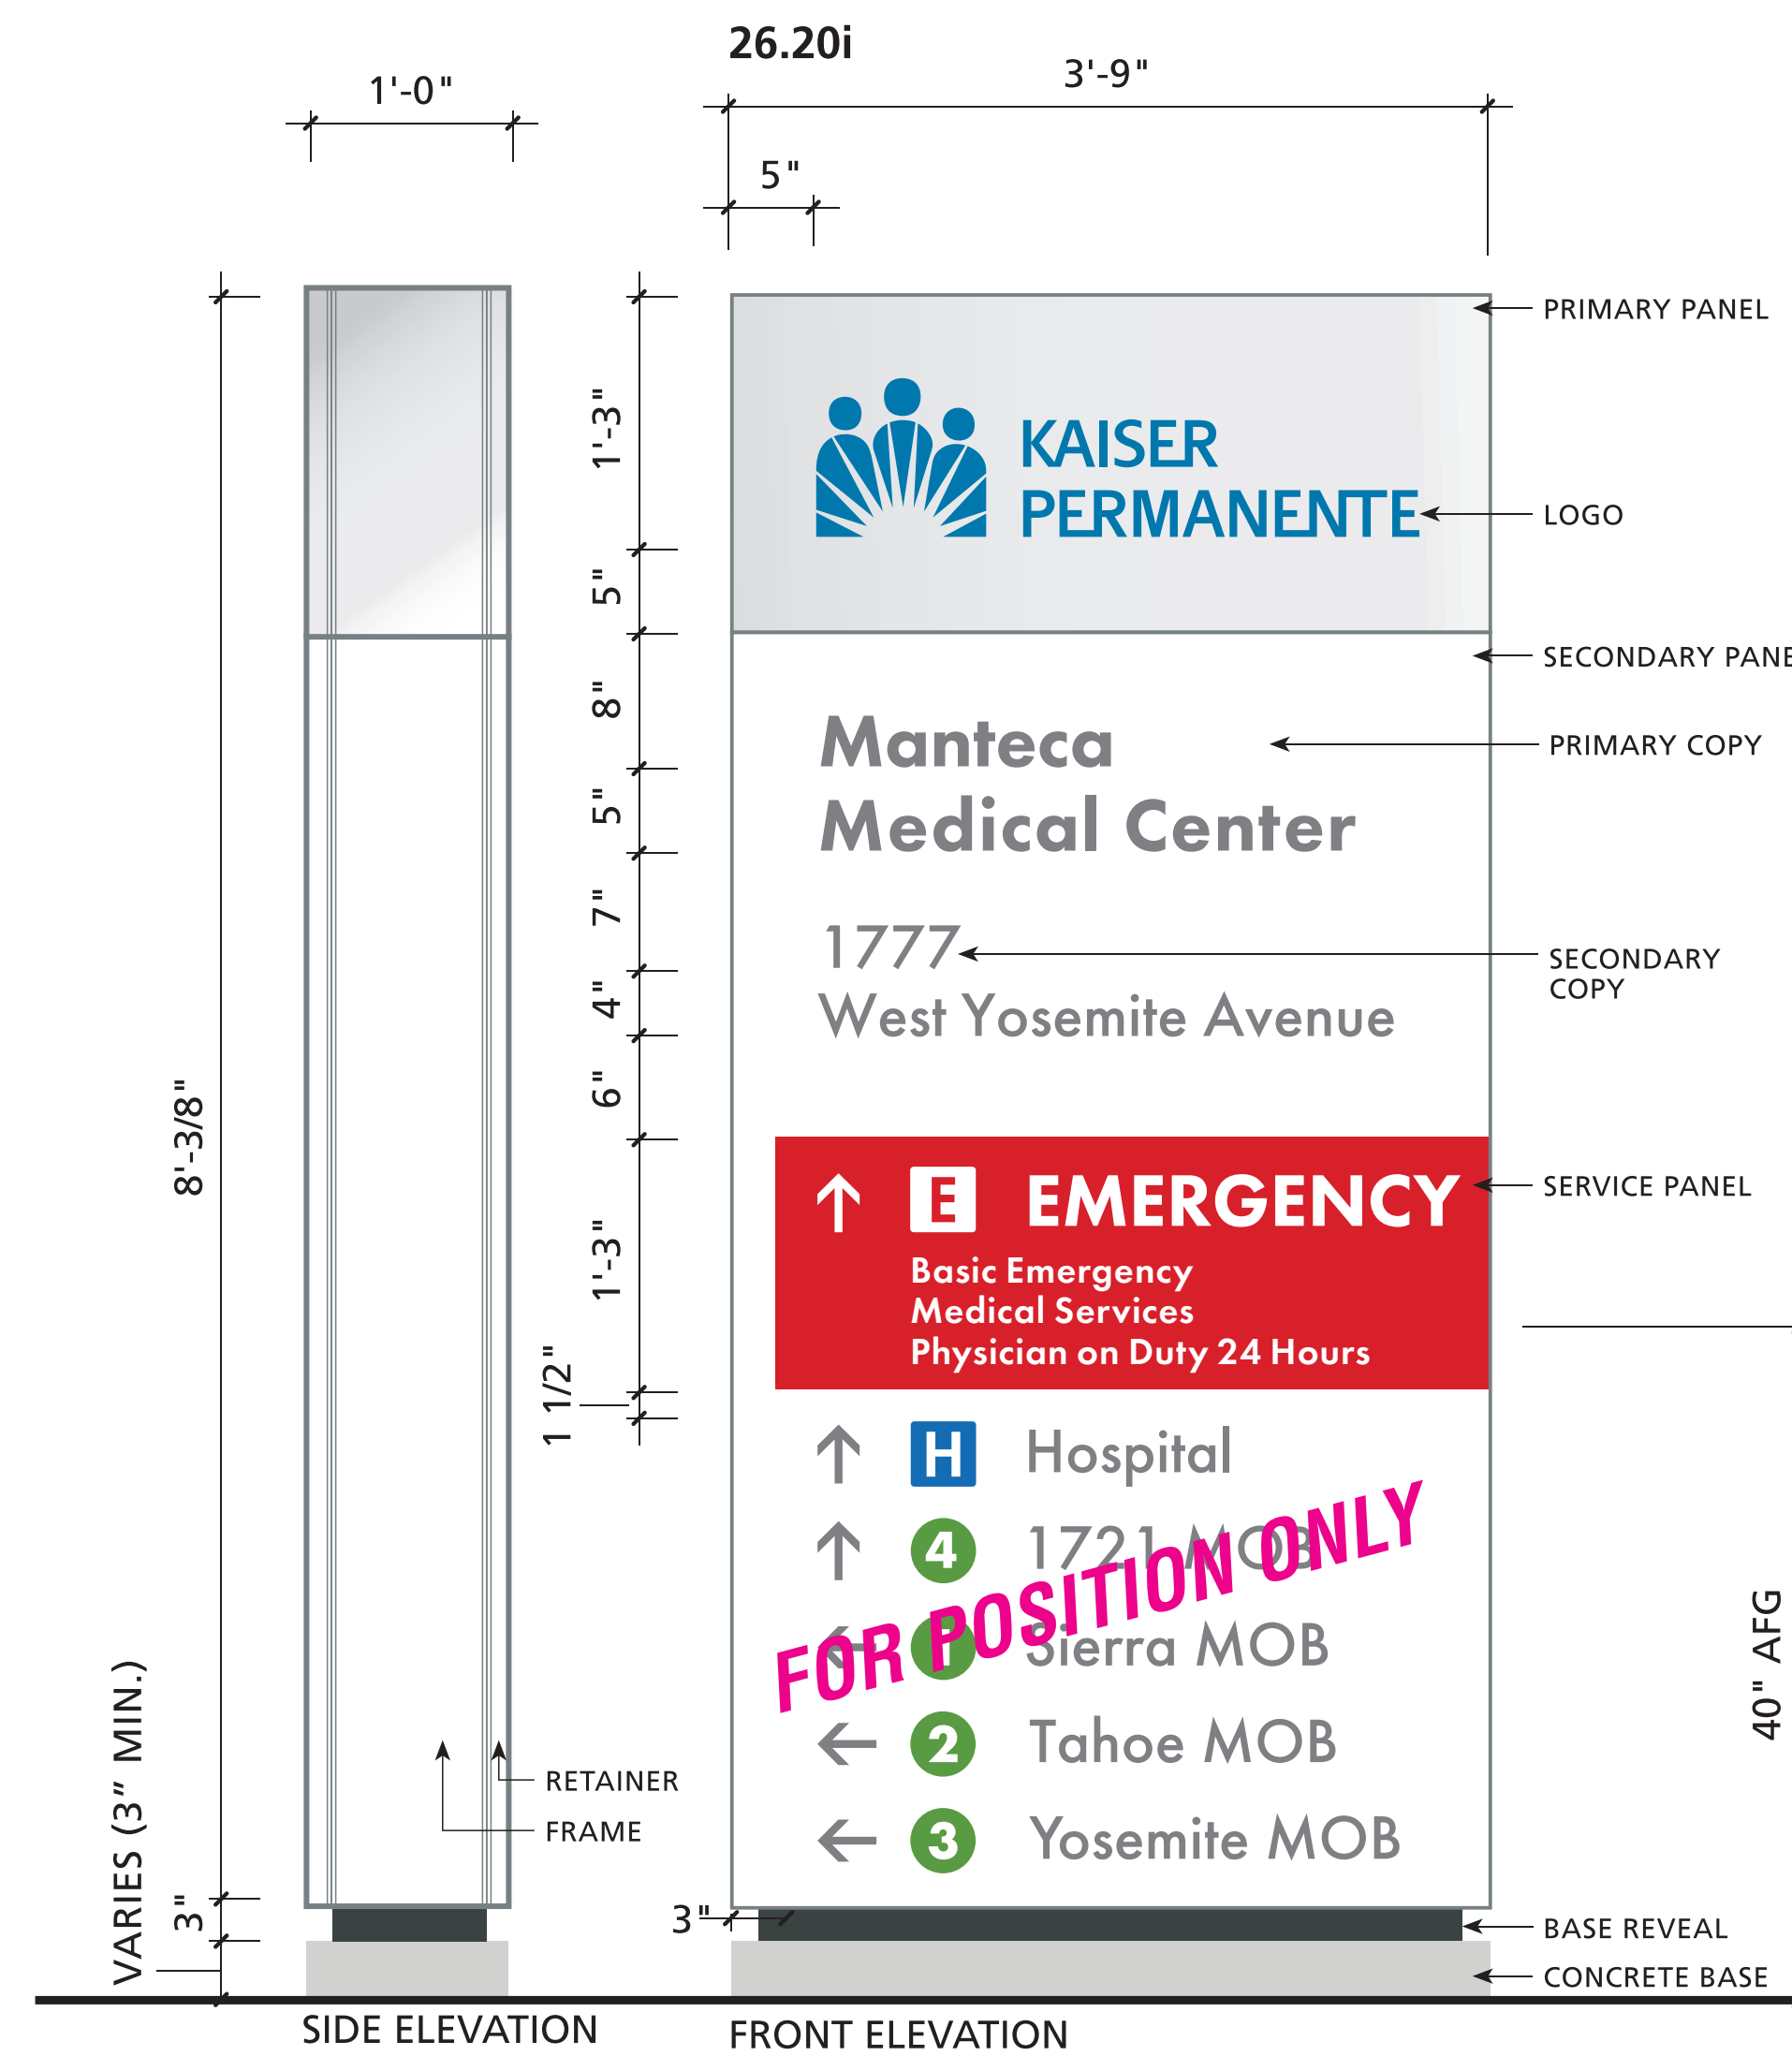 26.20i
1'-0"
3'-9"
5"
PRIMARY PANEL
1'-3"
KAISER
PERMANENTE
LOGO
5"
SECONDARY PANE
8"
Manteca
PRIMARY COPY
5"
Medical Center
7"
1777
SECONDARY
COPY
4"
West Yosemite Avenue
6"
8'-3/8"
E EMERGENCY
SERVICE PANEL
1'-3"
Basic Emergency
Medical Services
Physician on Duty 24 Hours
1 1/2"
H Hospital
4 1721 MOB
FOR POSITION ONLY
1 Sierra MOB
40" AFG
2 Tahoe MOB
VARIES (3" MIN.)
RETAINER
FRAME
3 Yosemite MOB
3"
3"
BASE REVEAL
CONCRETE BASE
SIDE ELEVATION
FRONT ELEVATION